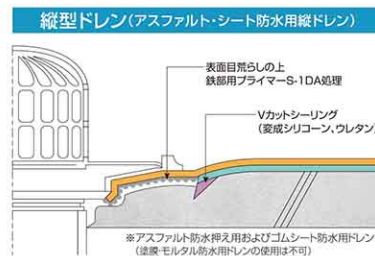 縦型ドレン(アスファルト・シート防水用縦ドレン)
表面目荒らしの上
鉄部用プライマーS-1DA処理
Vカットシーリング
(変成シリコーン、ウレタン)
※アスファルト防水押え用およびゴムシート防水用ドレン
(塗膜・モルタル防水用ドレンの使用は不可)